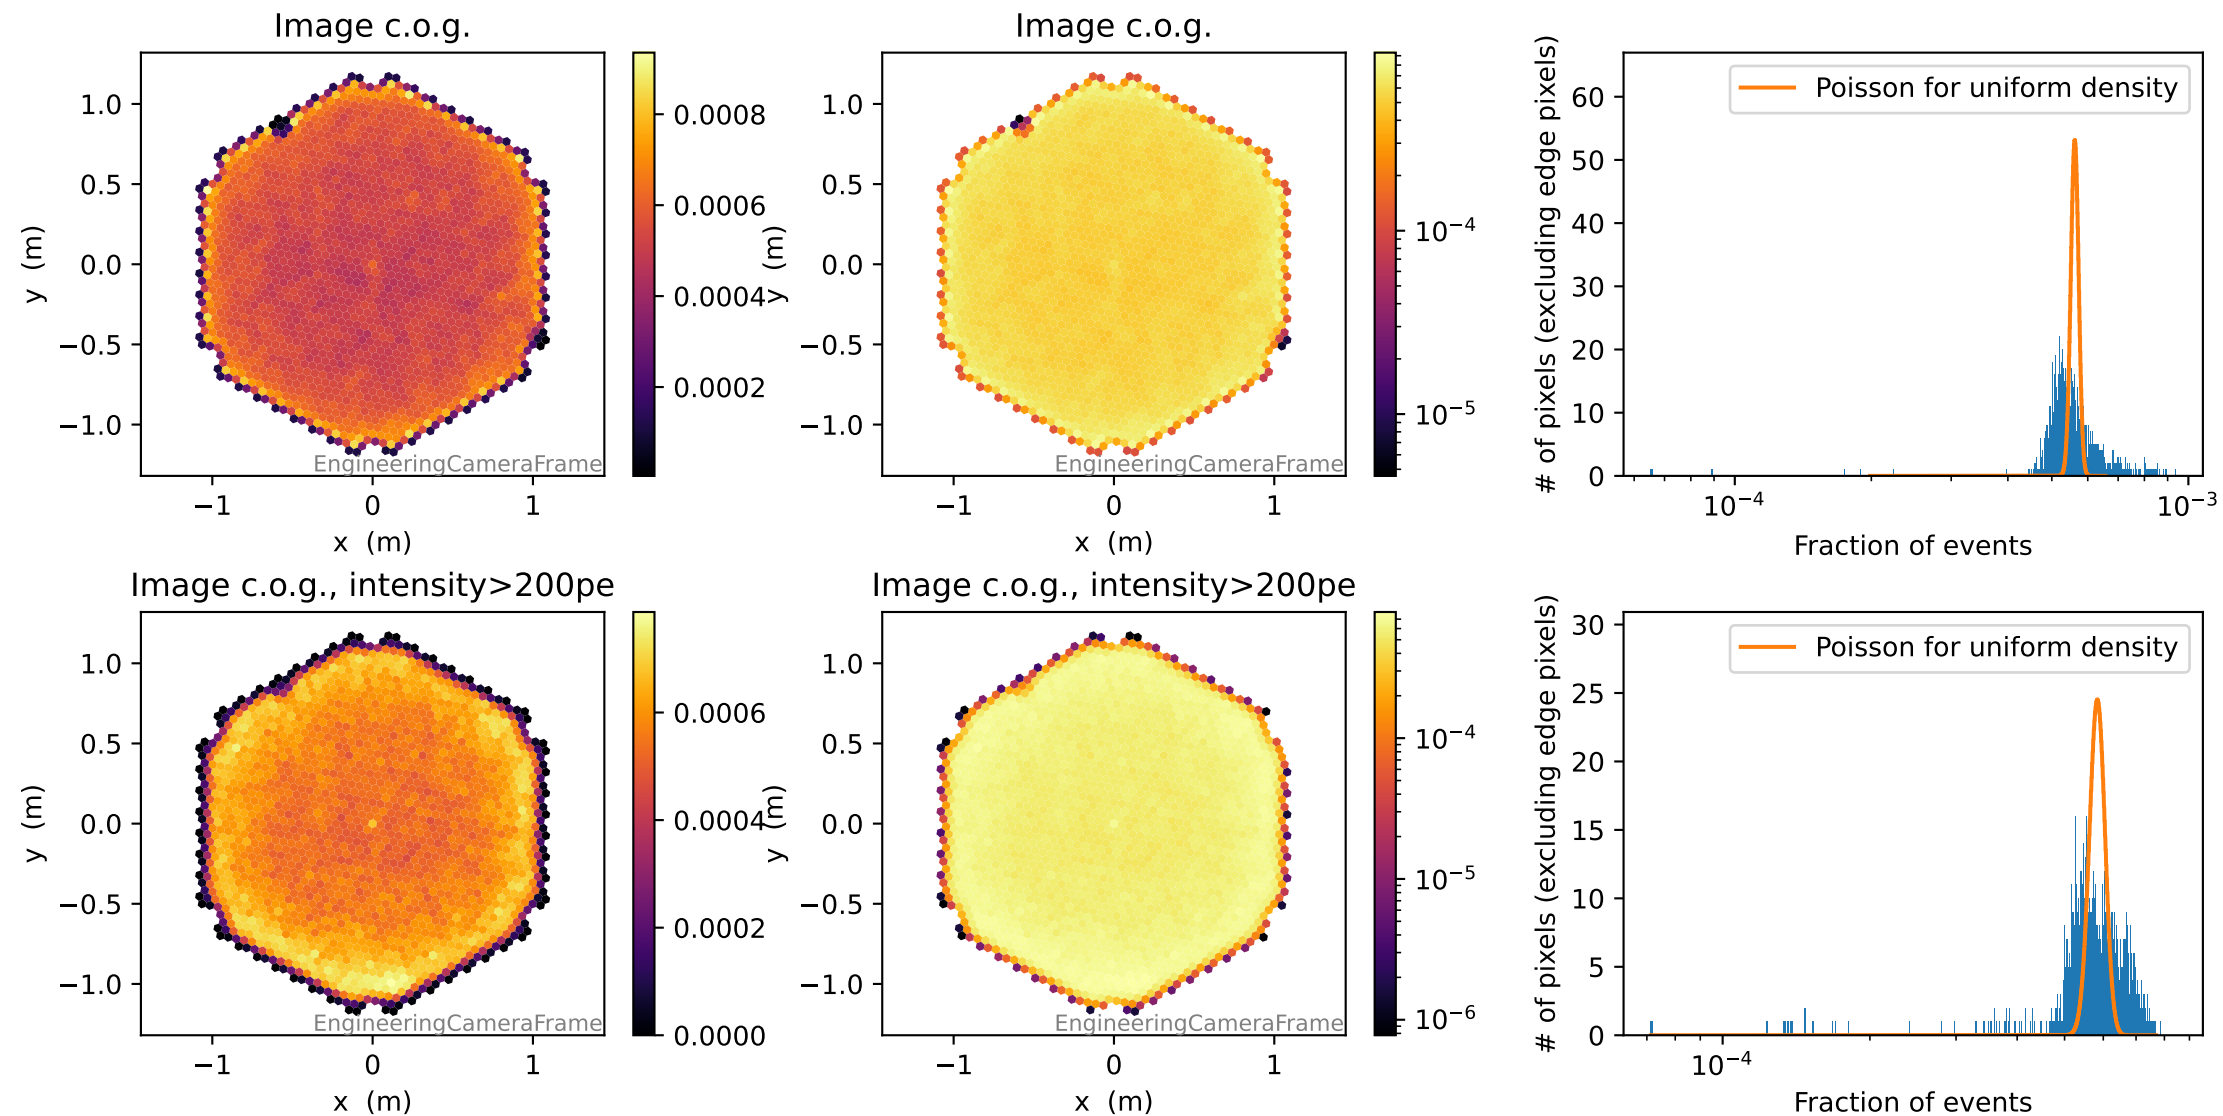 Image c.o.g.
1.0
0.5
0.0
−0.5
−1.0
y (m)
EngineeringCameraFrame
−1
0
1
x (m)
0.0008
0.0006
0.0004
0.0002
Image c.o.g.
1.0
0.5
0.0
−0.5
−1.0
y (m)
EngineeringCameraFrame
−1
0
1
x (m)
10⁻⁴
10⁻⁵
Poisson for uniform density
60
50
40
30
20
10
0
# of pixels (excluding edge pixels)
10⁻⁴
10⁻³
Fraction of events
Image c.o.g., intensity>200pe
1.0
0.5
0.0
−0.5
−1.0
y (m)
EngineeringCameraFrame
−1
0
1
x (m)
0.0006
0.0004
0.0002
0.0000
Image c.o.g., intensity>200pe
1.0
0.5
0.0
−0.5
−1.0
y (m)
EngineeringCameraFrame
−1
0
1
x (m)
10⁻⁴
10⁻⁵
10⁻⁶
Poisson for uniform density
30
25
20
15
10
5
0
# of pixels (excluding edge pixels)
10⁻⁴
Fraction of events